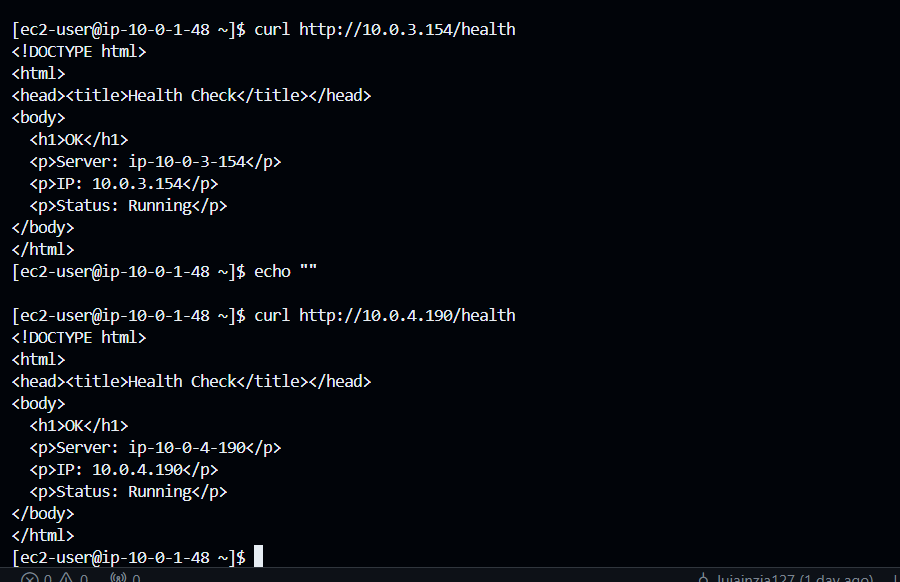 [ec2-user@ip-10-0-1-48 ~]$ curl http://10.0.3.154/health
<!DOCTYPE html>
<html>
<head><title>Health Check</title></head>
<body>
  <h1>OK</h1>
  <p>Server: ip-10-0-3-154</p>
  <p>IP: 10.0.3.154</p>
  <p>Status: Running</p>
</body>
</html>
[ec2-user@ip-10-0-1-48 ~]$ echo ""

[ec2-user@ip-10-0-1-48 ~]$ curl http://10.0.4.190/health
<!DOCTYPE html>
<html>
<head><title>Health Check</title></head>
<body>
  <h1>OK</h1>
  <p>Server: ip-10-0-4-190</p>
  <p>IP: 10.0.4.190</p>
  <p>Status: Running</p>
</body>
</html>
[ec2-user@ip-10-0-1-48 ~]$
0 0 0 (1 day ago)